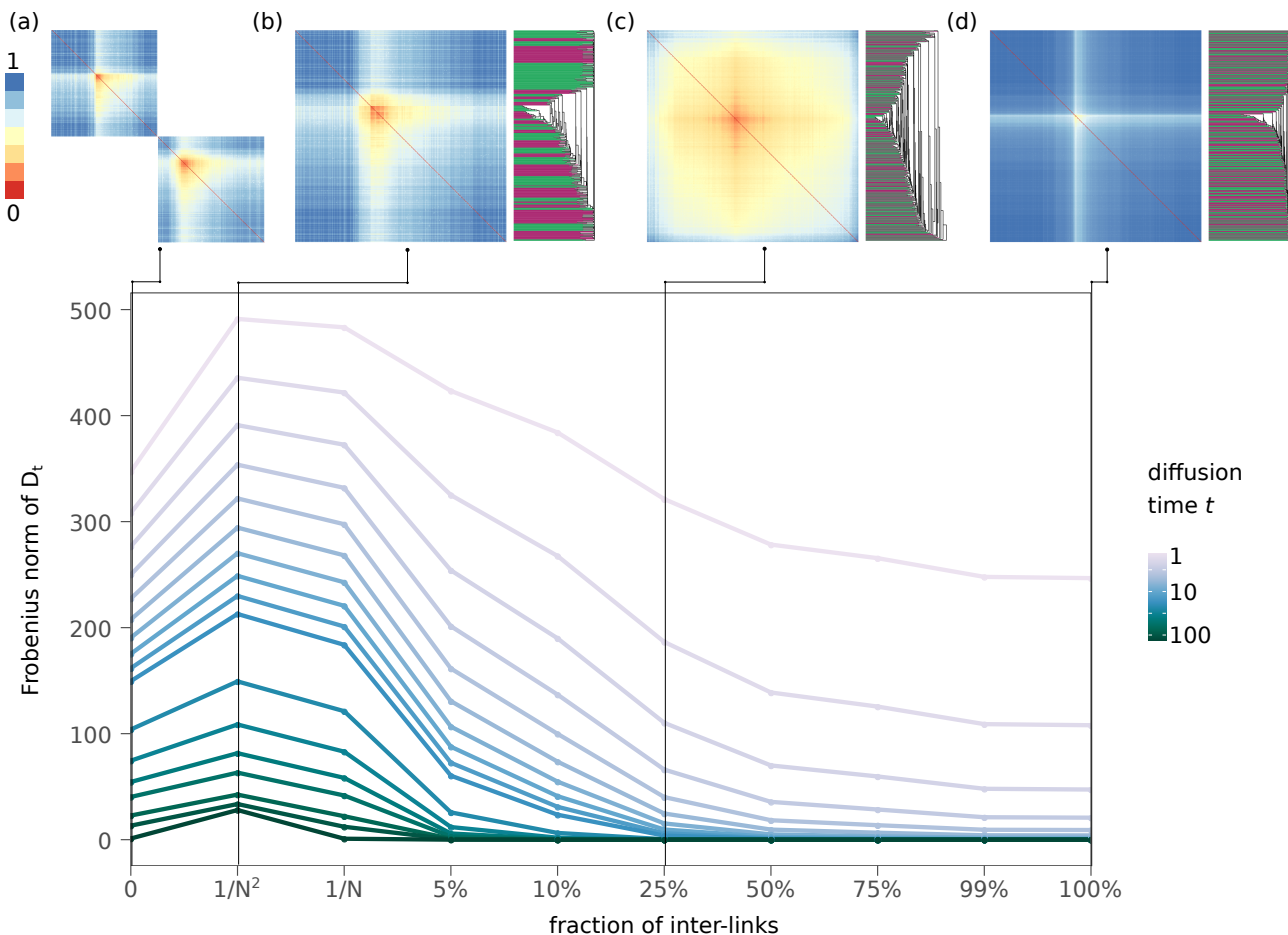 (a)
(b)
(c)
(d)
1
0
500
400
300
200
100
0
Frobenius norm of Dt
0
1/N²
1/N
5%
10%
25%
50%
75%
99%
100%
fraction of inter-links
diffusion
time t
1
10
100